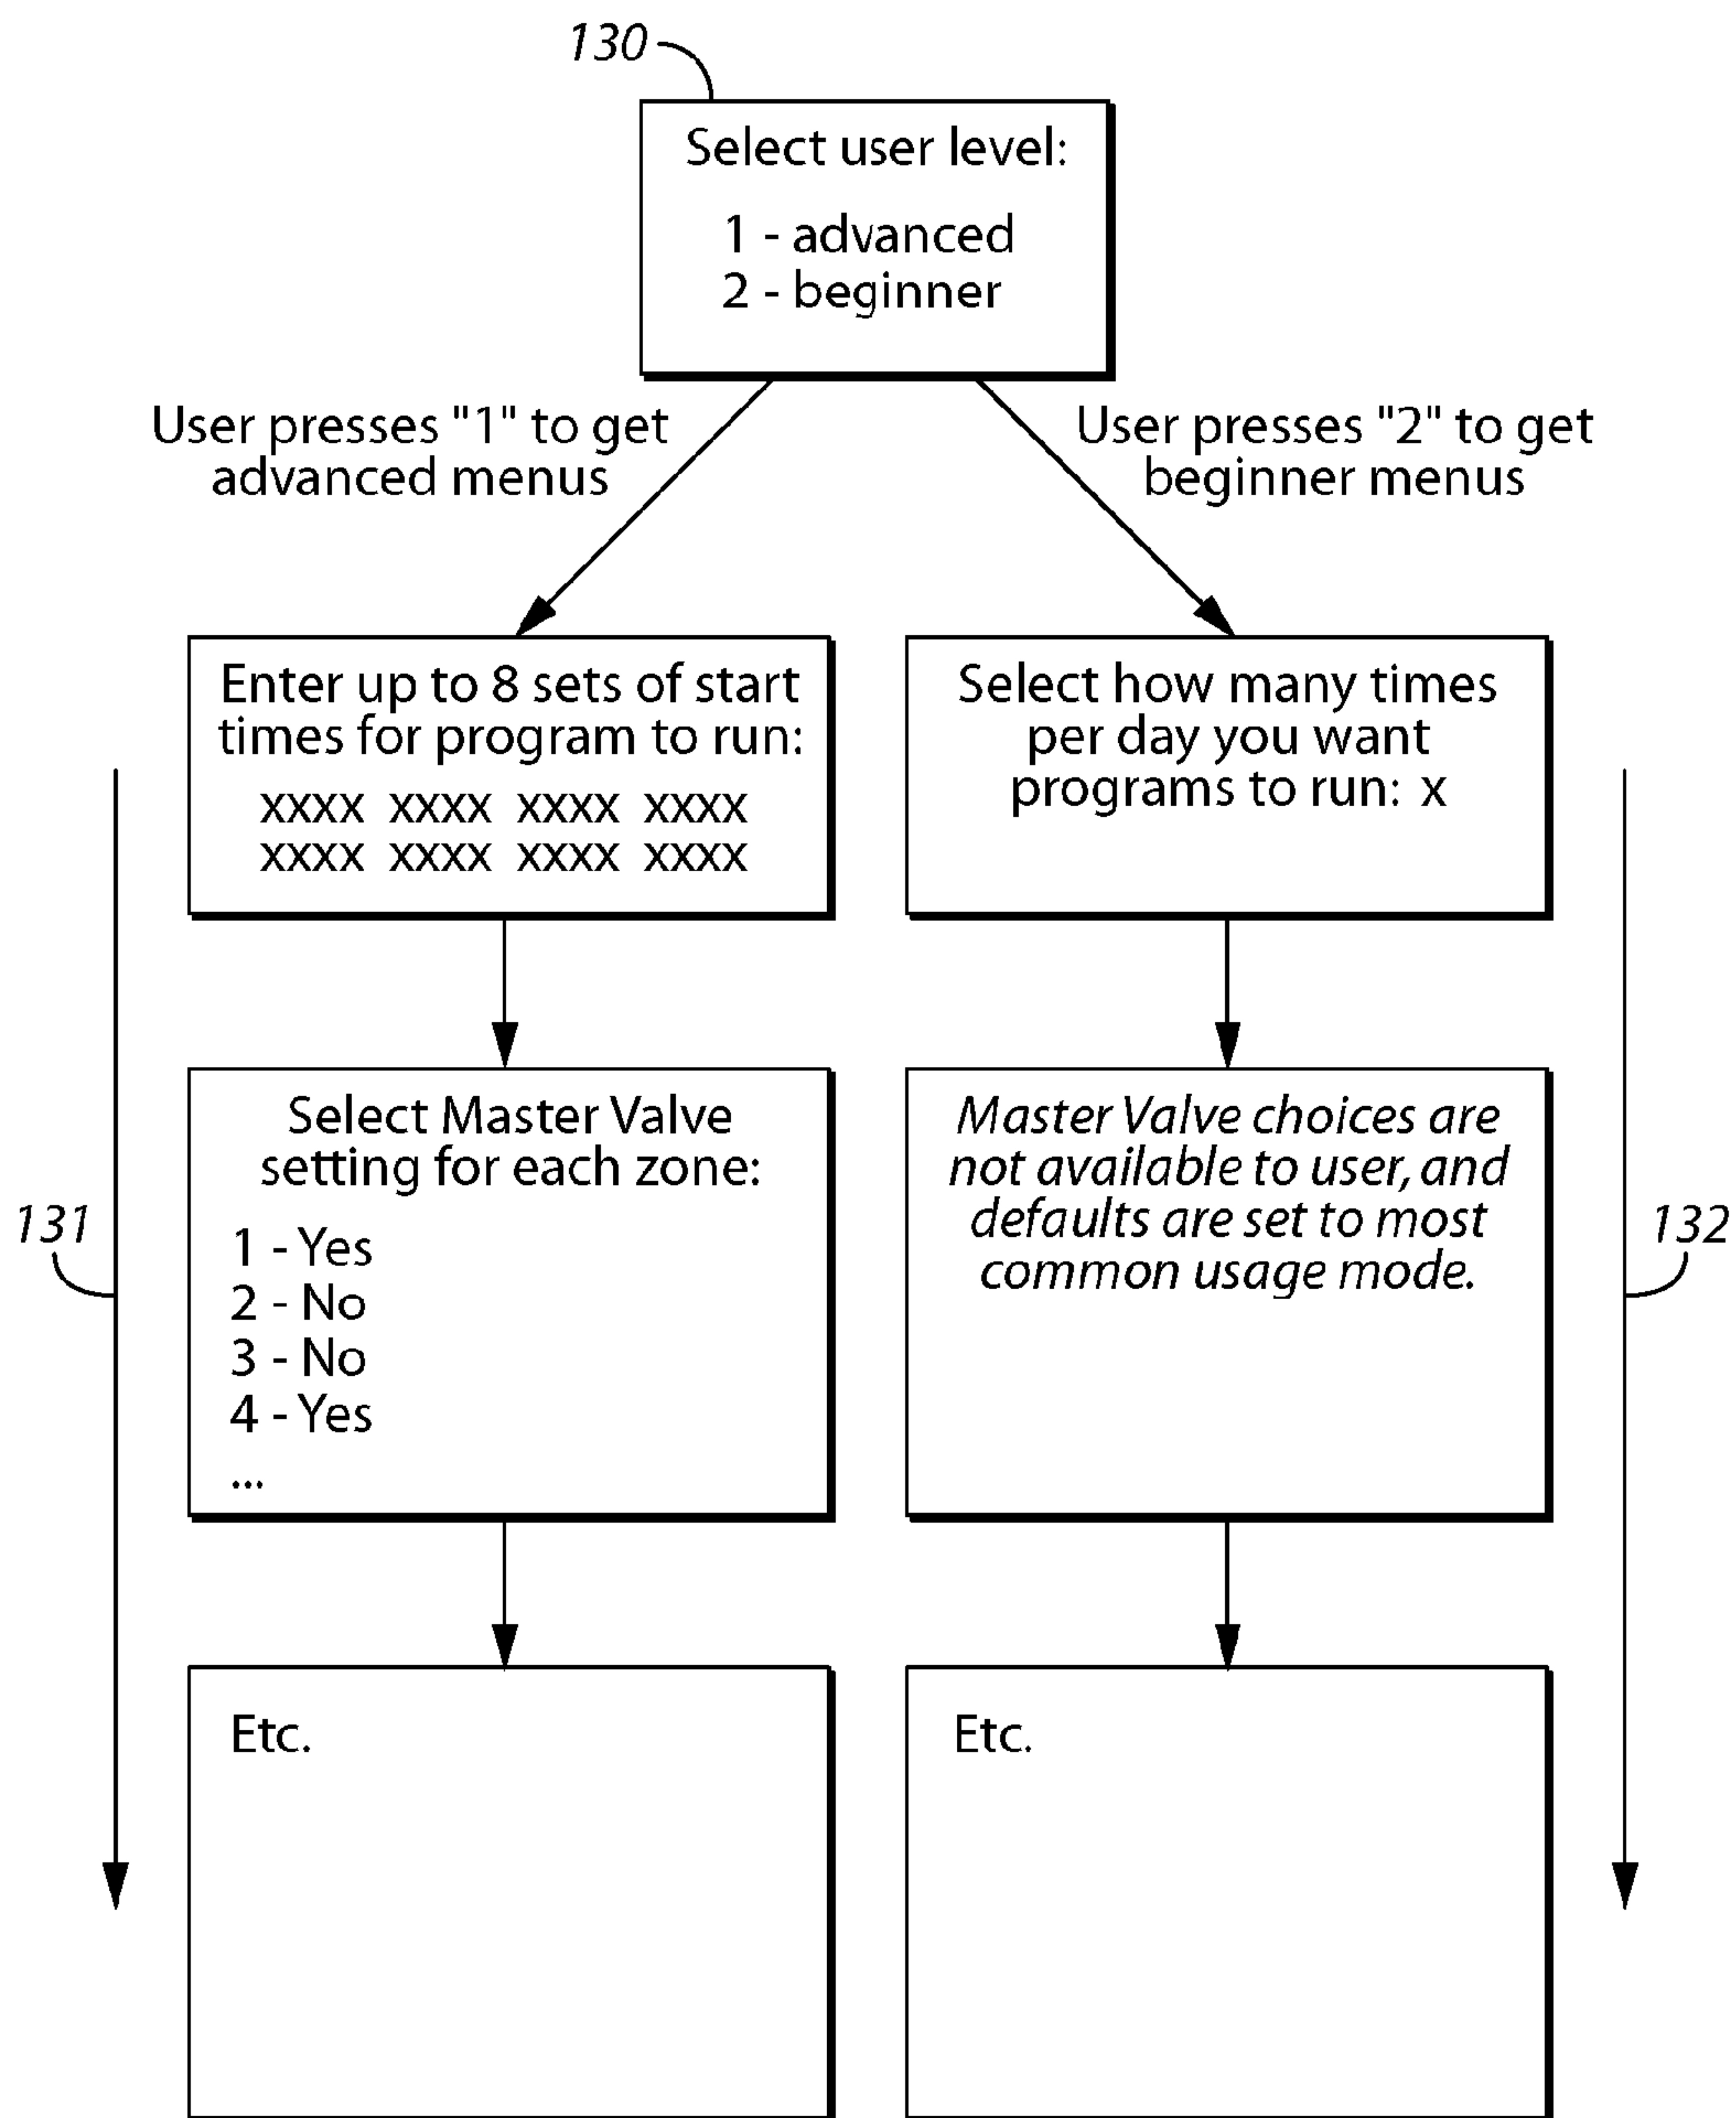 130
Select user level:
1 - advanced
2 - beginner
User presses "1" to get
advanced menus
User presses "2" to get
beginner menus
Enter up to 8 sets of start
times for program to run:
xxxx xxxx xxxx xxxx
xxxx xxxx xxxx xxxx
Select how many times
per day you want
programs to run: x
131
Select Master Valve
setting for each zone:
1 - Yes
2 - No
3 - No
4 - Yes
...
Master Valve choices are
not available to user, and
defaults are set to most
common usage mode.
132
Etc.
Etc.